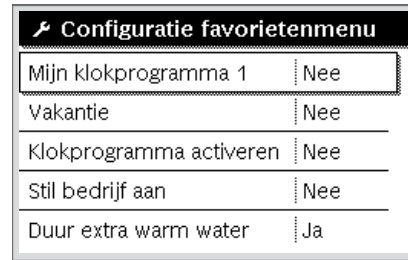 Configuratie favorietenmenu
Mijn klokprogramma 1 Nee
Vakantie Nee
Klokprogramma activeren Nee
Stil bedrijf aan Nee
Duur extra warm water Ja